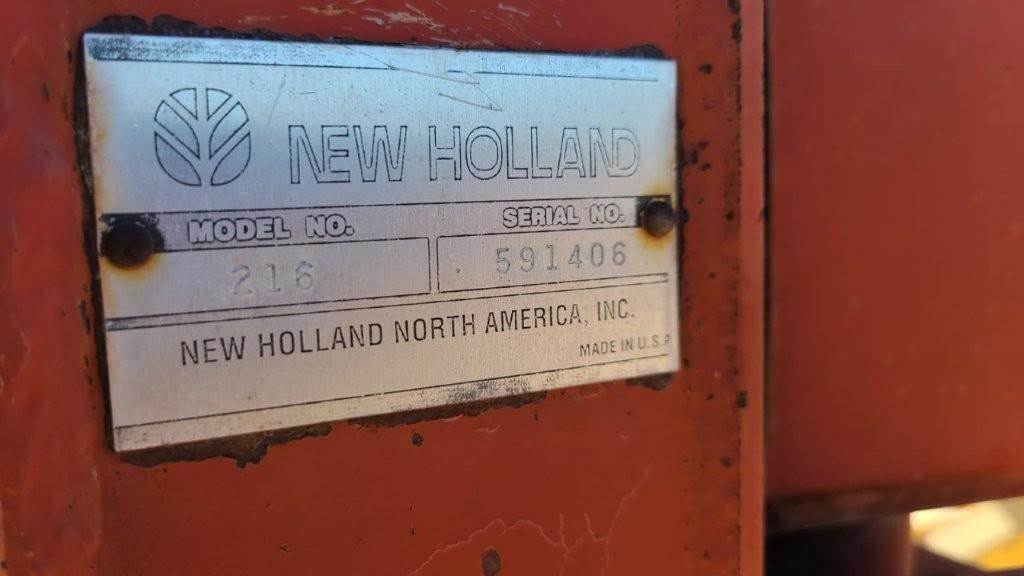 NEW HOLLAND
MODEL NO. SERIAL NO.
216 591406
NEW HOLLAND NORTH AMERICA, INC.
MADE IN U.S.A